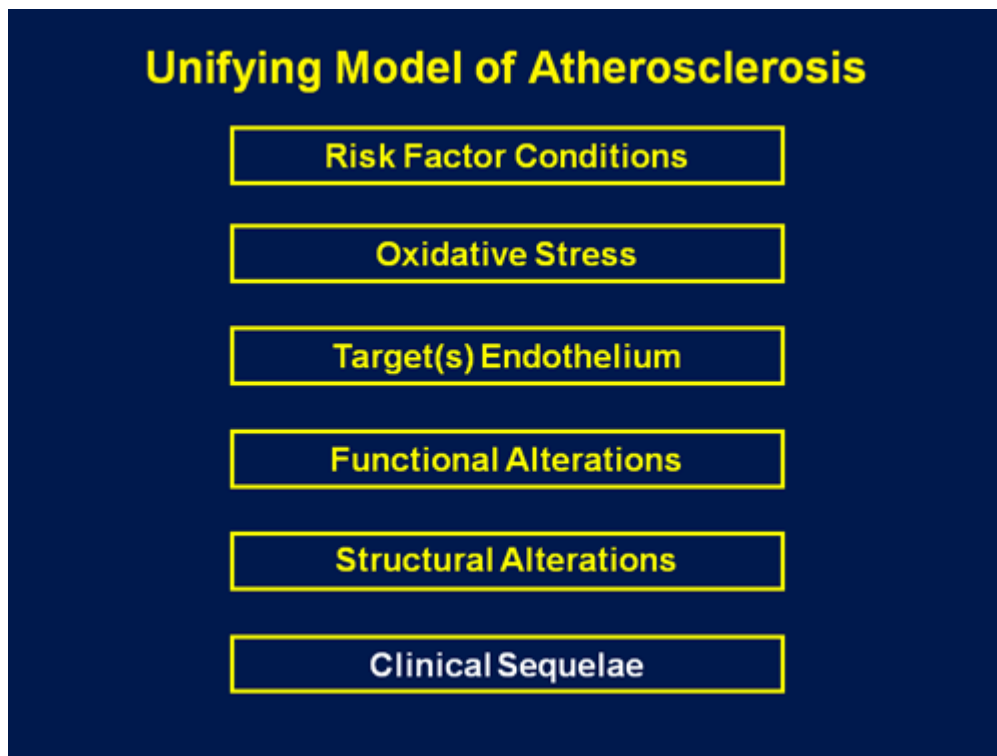 Unifying Model of Atherosclerosis
Risk Factor Conditions
Oxidative Stress
Target(s) Endothelium
Functional Alterations
Structural Alterations
Clinical Sequelae